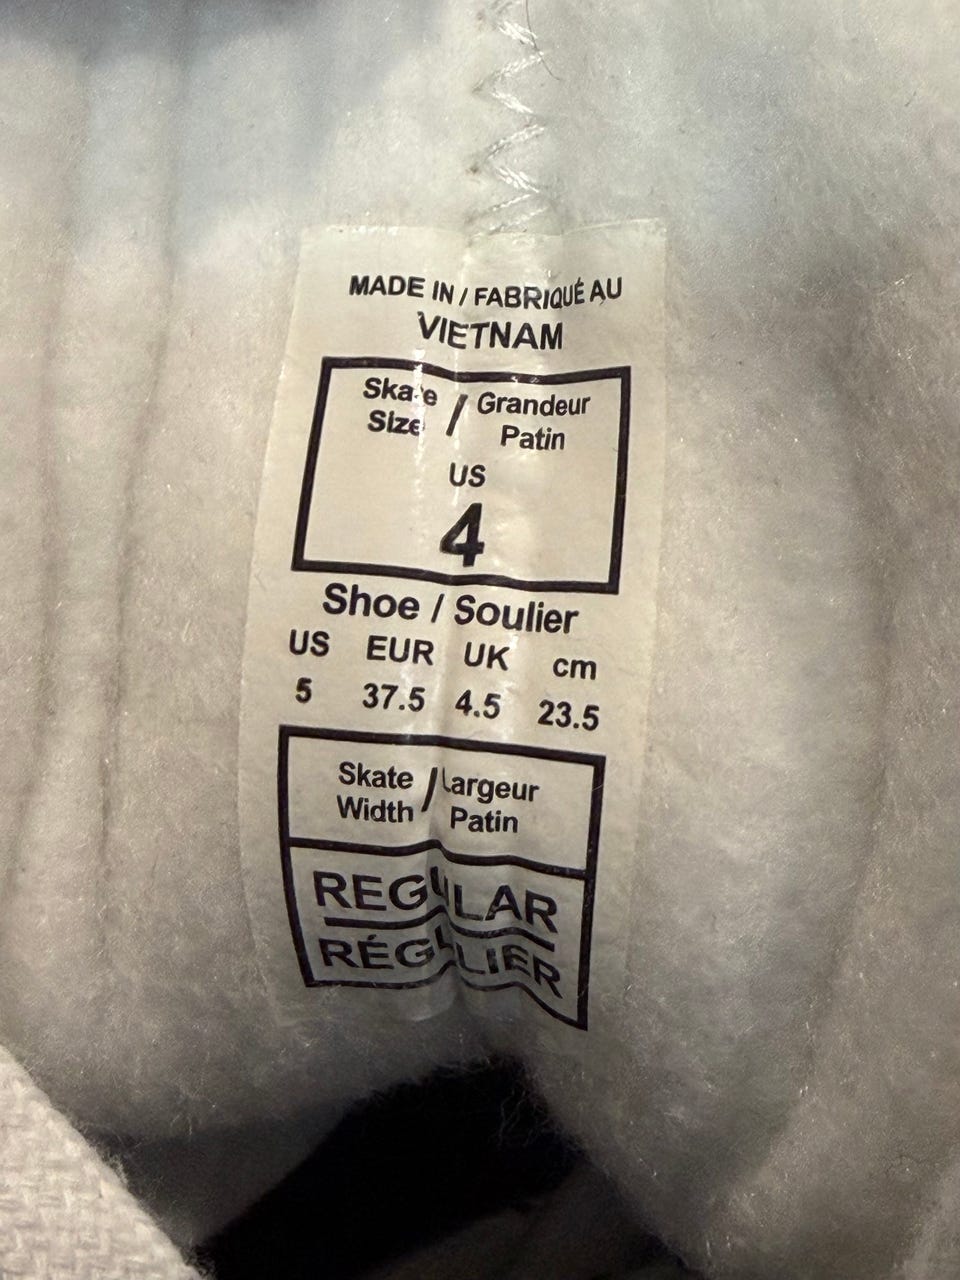 MADE IN / FABRIQUÉ AU
VIETNAM
Skate Size / Grandeur Patin
US
4
Shoe / Soulier
US EUR UK cm
5 37.5 4.5 23.5
Skate Width / Largeur Patin
REGULAR
RÉGULIER